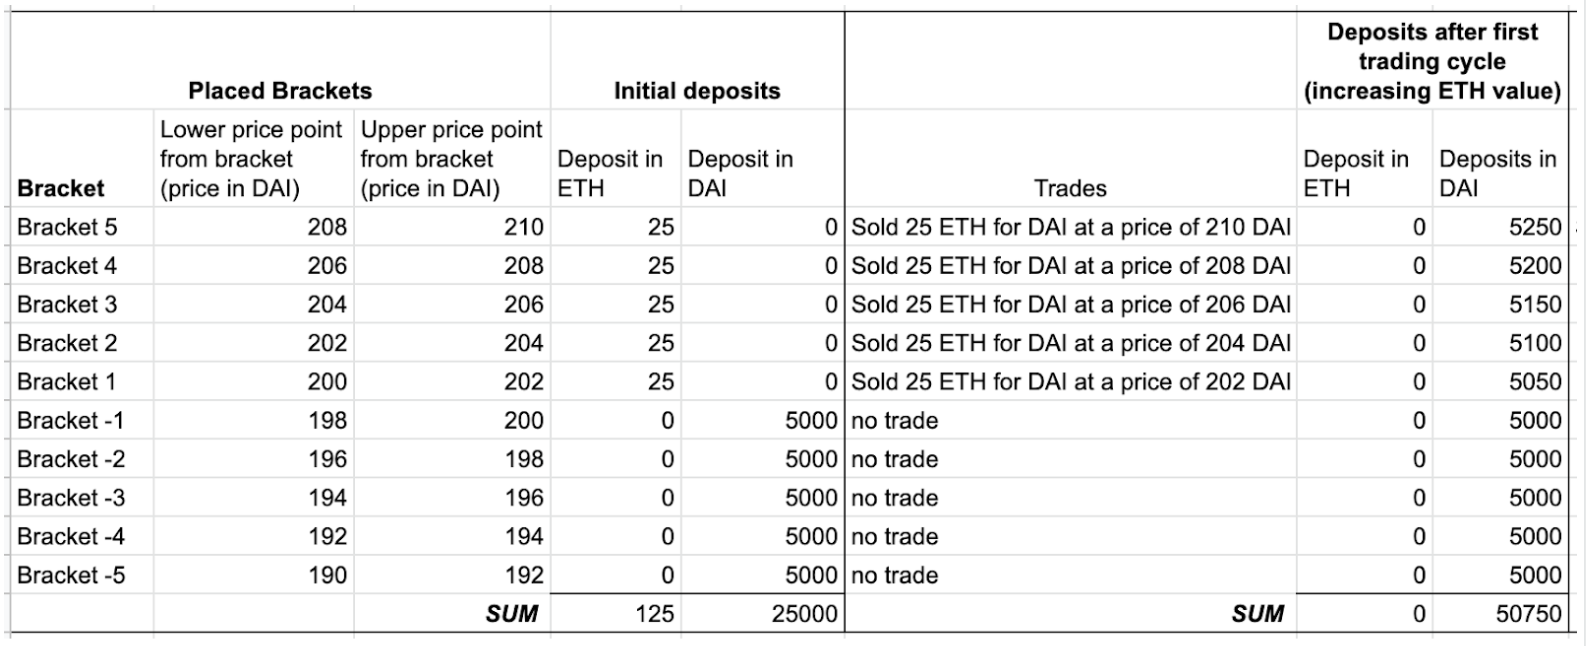 Placed Brackets Initial deposits Deposits after first
trading cycle
(increasing ETH value)
Bracket Lower price point
from bracket
(price in DAI) Upper price point
from bracket
(price in DAI) Deposit in
ETH Deposit in
DAI Trades Deposit in
ETH Deposits in
DAI
Bracket 5 208 210 25 0 Sold 25 ETH for DAI at a price of 210 DAI 0 5250
Bracket 4 206 208 25 0 Sold 25 ETH for DAI at a price of 208 DAI 0 5200
Bracket 3 204 206 25 0 Sold 25 ETH for DAI at a price of 206 DAI 0 5150
Bracket 2 202 204 25 0 Sold 25 ETH for DAI at a price of 204 DAI 0 5100
Bracket 1 200 202 25 0 Sold 25 ETH for DAI at a price of 202 DAI 0 5050
Bracket -1 198 200 0 5000 no trade 0 5000
Bracket -2 196 198 0 5000 no trade 0 5000
Bracket -3 194 196 0 5000 no trade 0 5000
Bracket -4 192 194 0 5000 no trade 0 5000
Bracket -5 190 192 0 5000 no trade 0 5000
SUM 125 25000 SUM 0 50750